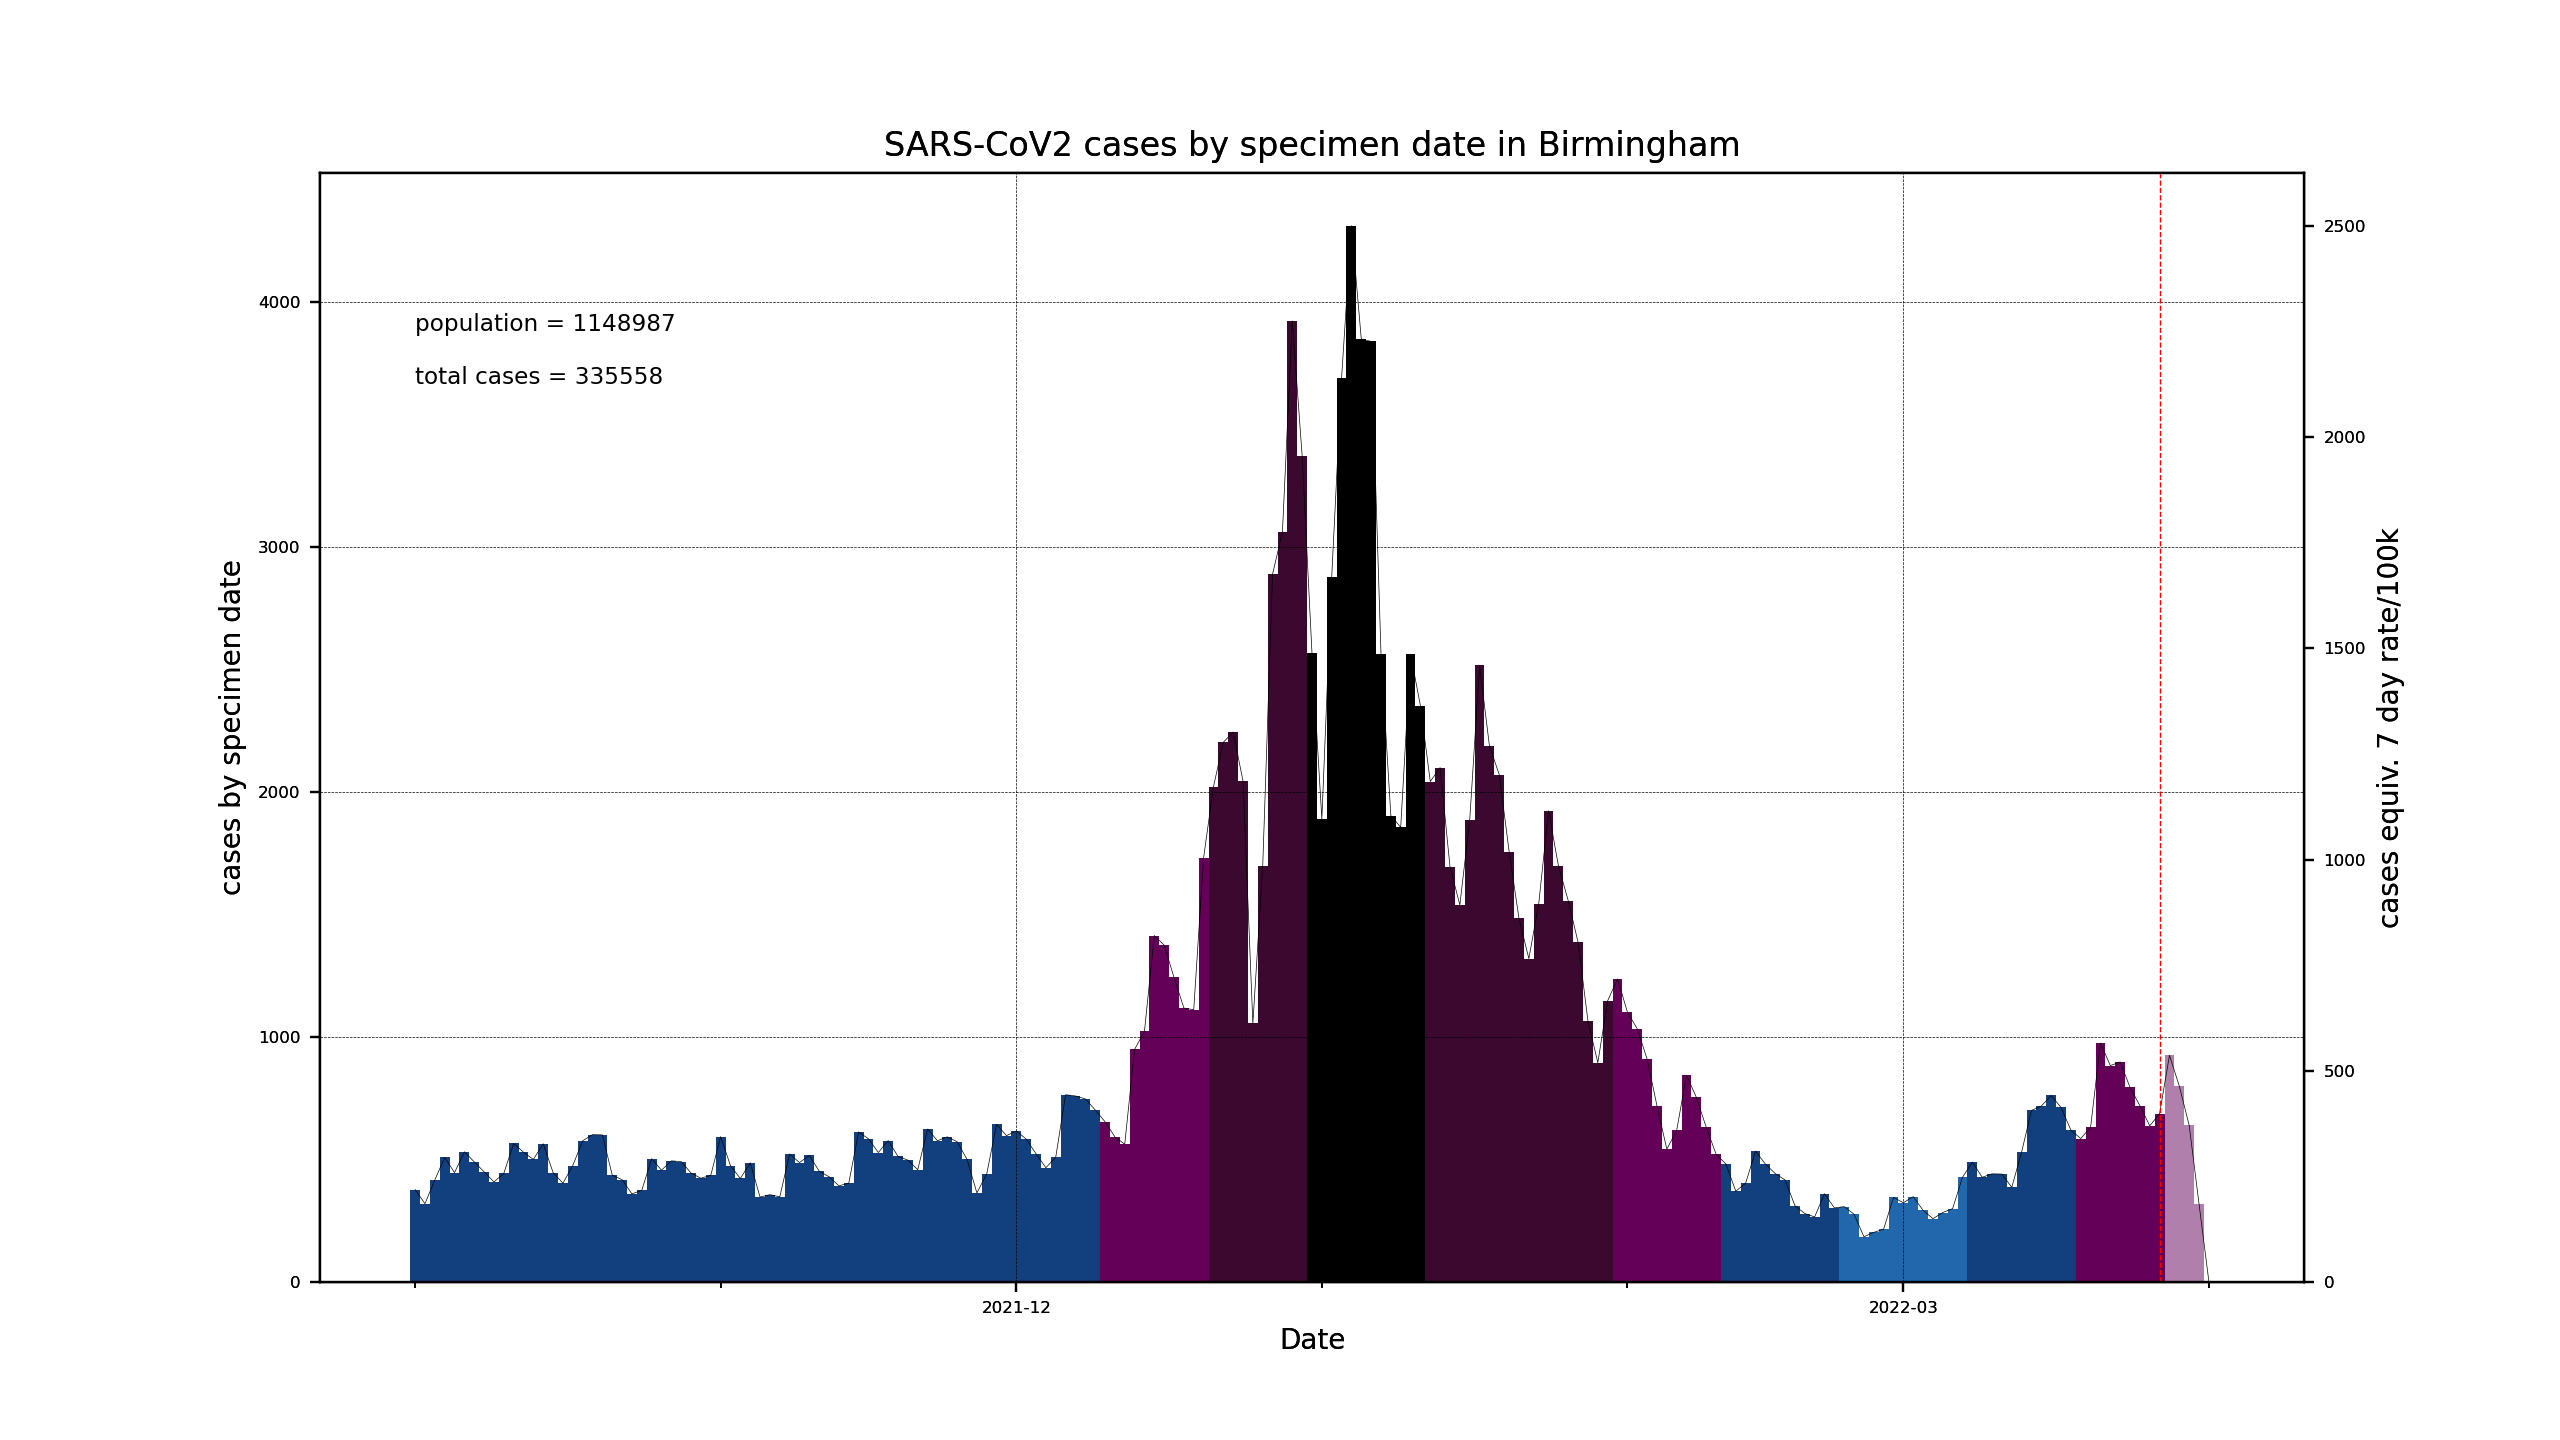 SARS-CoV2 cases by specimen date in Birmingham
population = 1148987
total cases = 335558
cases by specimen date
4000
3000
2000
1000
0
2500
2000
1500
1000
500
0
cases equiv. 7 day rate/100k
2021-12
2022-03
Date